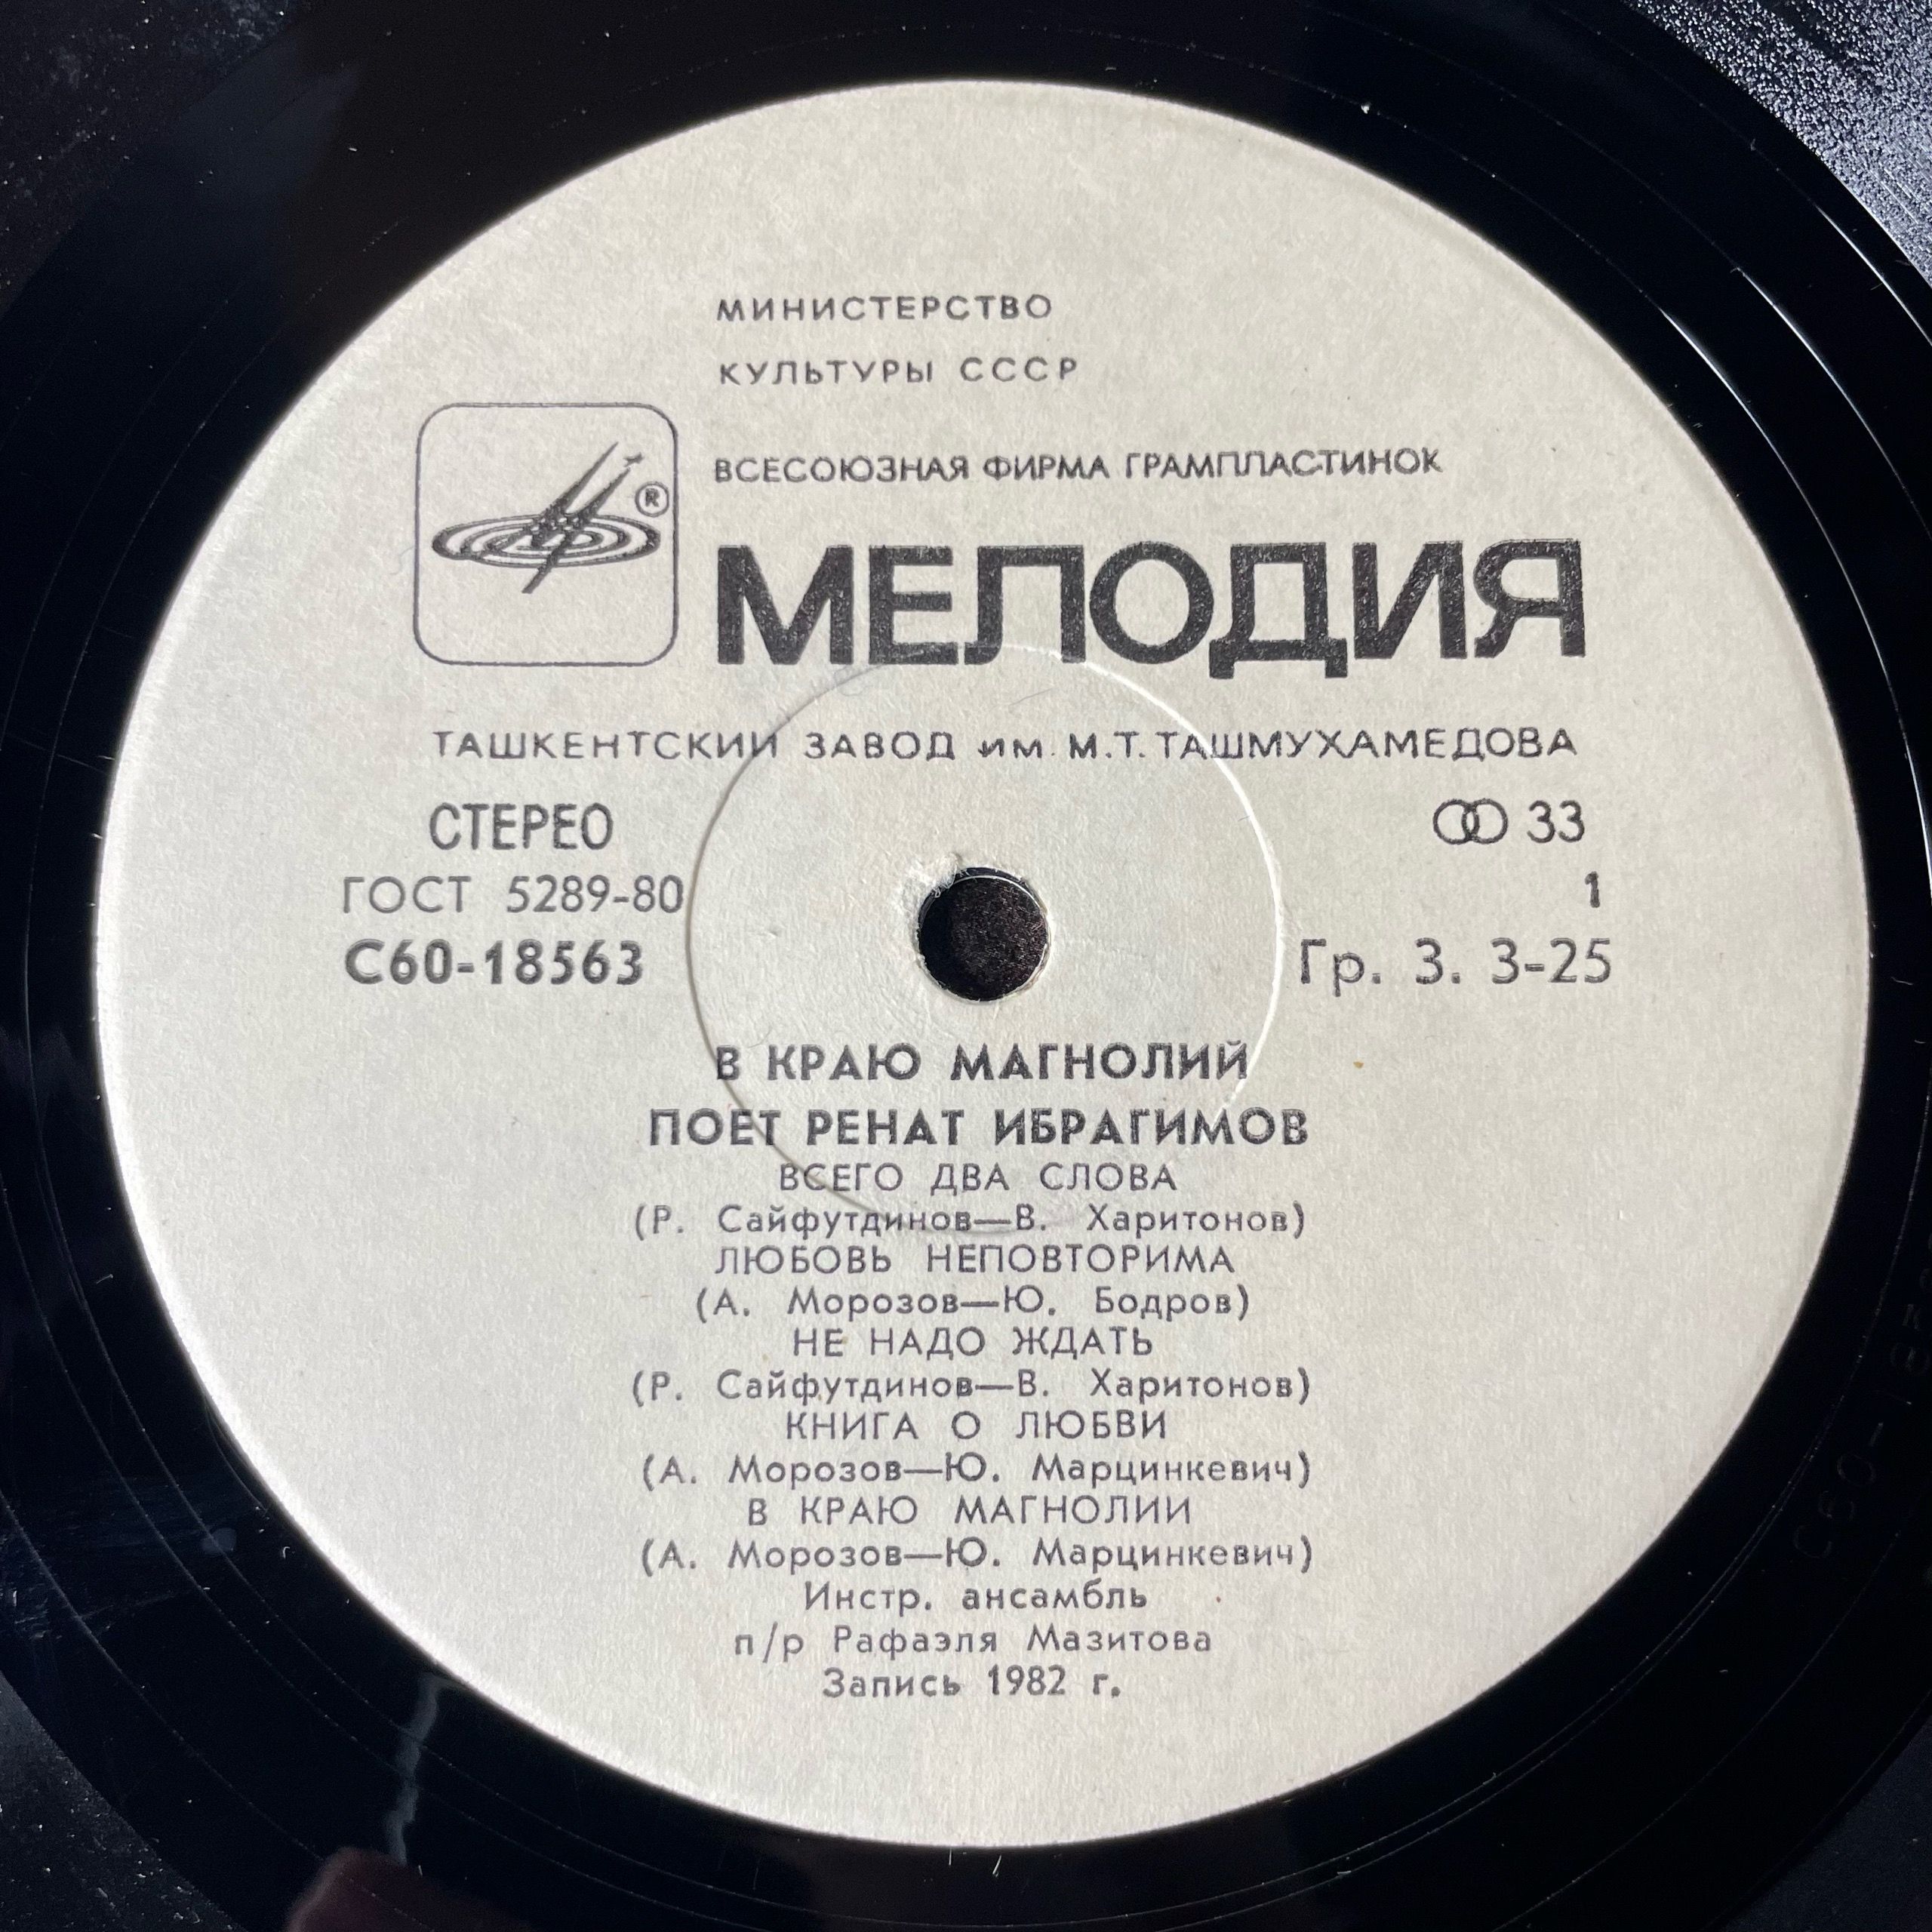 МИНИСТЕРСТВО
КУЛЬТУРЫ СССР
ВСЕСОЮЗНАЯ ФИРМА ГРАМПЛАСТИНОК
®
МЕЛОДИЯ
ТАШКЕНТСКИЙ ЗАВОД им. М.Т. ТАШМУХАМЕДОВА
СТЕРЕО 33
ГОСТ 5289-80 1
С60-18563 Гр. 3. 3-25
В КРАЮ МАГНОЛИЙ
ПОЕТ РЕНАТ ИБРАГИМОВ
ВСЕГО ДВА СЛОВА
(Р. Сайфутдинов—В. Харитонов)
ЛЮБОВЬ НЕПОВТОРИМА
(А. Морозов—Ю. Бодров)
НЕ НАДО ЖДАТЬ
(Р. Сайфутдинов—В. Харитонов)
КНИГА О ЛЮБВИ
(А. Морозов—Ю. Марцинкевич)
В КРАЮ МАГНОЛИИ
(А. Морозов—Ю. Марцинкевич)
Инстр. ансамбль
п/р Рафаэля Мазитова
Запись 1982 г.